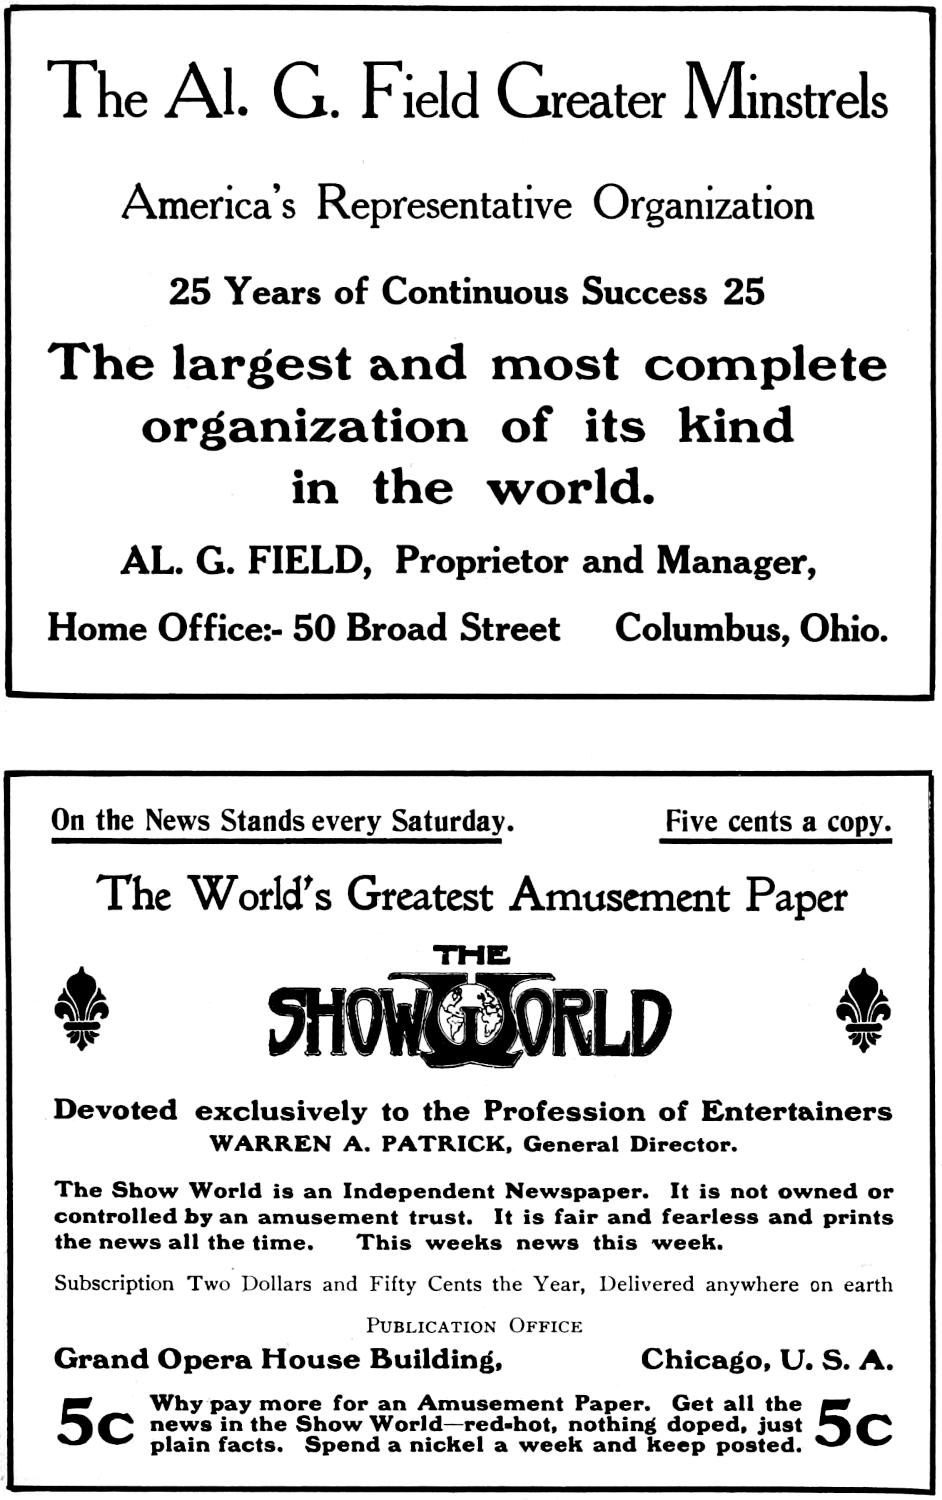 The Al. G. Field Greater Minstrels
America's Representative Organization
25 Years of Continuous Success 25
The largest and most complete
organization of its kind
in the world.
AL. G. FIELD, Proprietor and Manager,
Home Office:- 50 Broad Street Columbus, Ohio.
On the News Stands every Saturday. Five cents a copy.
The World's Greatest Amusement Paper
THE
SHOW WORLD
Devoted exclusively to the Profession of Entertainers
WARREN A. PATRICK, General Director.
The Show World is an Independent Newspaper. It is not owned or
controlled by an amusement trust. It is fair and fearless and prints
the news all the time. This weeks news this week.
Subscription Two Dollars and Fifty Cents the Year, Delivered anywhere on earth
PUBLICATION OFFICE
Grand Opera House Building, Chicago, U. S. A.
5c Why pay more for an Amusement Paper. Get all the 5c
news in the Show World—red-hot, nothing doped, just
plain facts. Spend a nickel a week and keep posted.